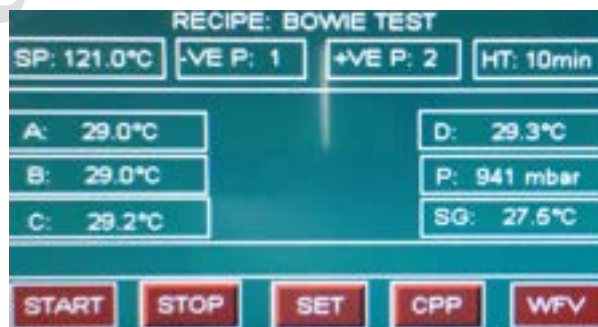 RECIPE: BOWIE TEST
SP: 121.0°C -VE P: 1 +VE P: 2 HT: 10min
A: 29.0°C D: 29.3°C
B: 29.0°C P: 941 mbar
C: 29.2°C SG: 27.5°C
START STOP SET CPP WFV